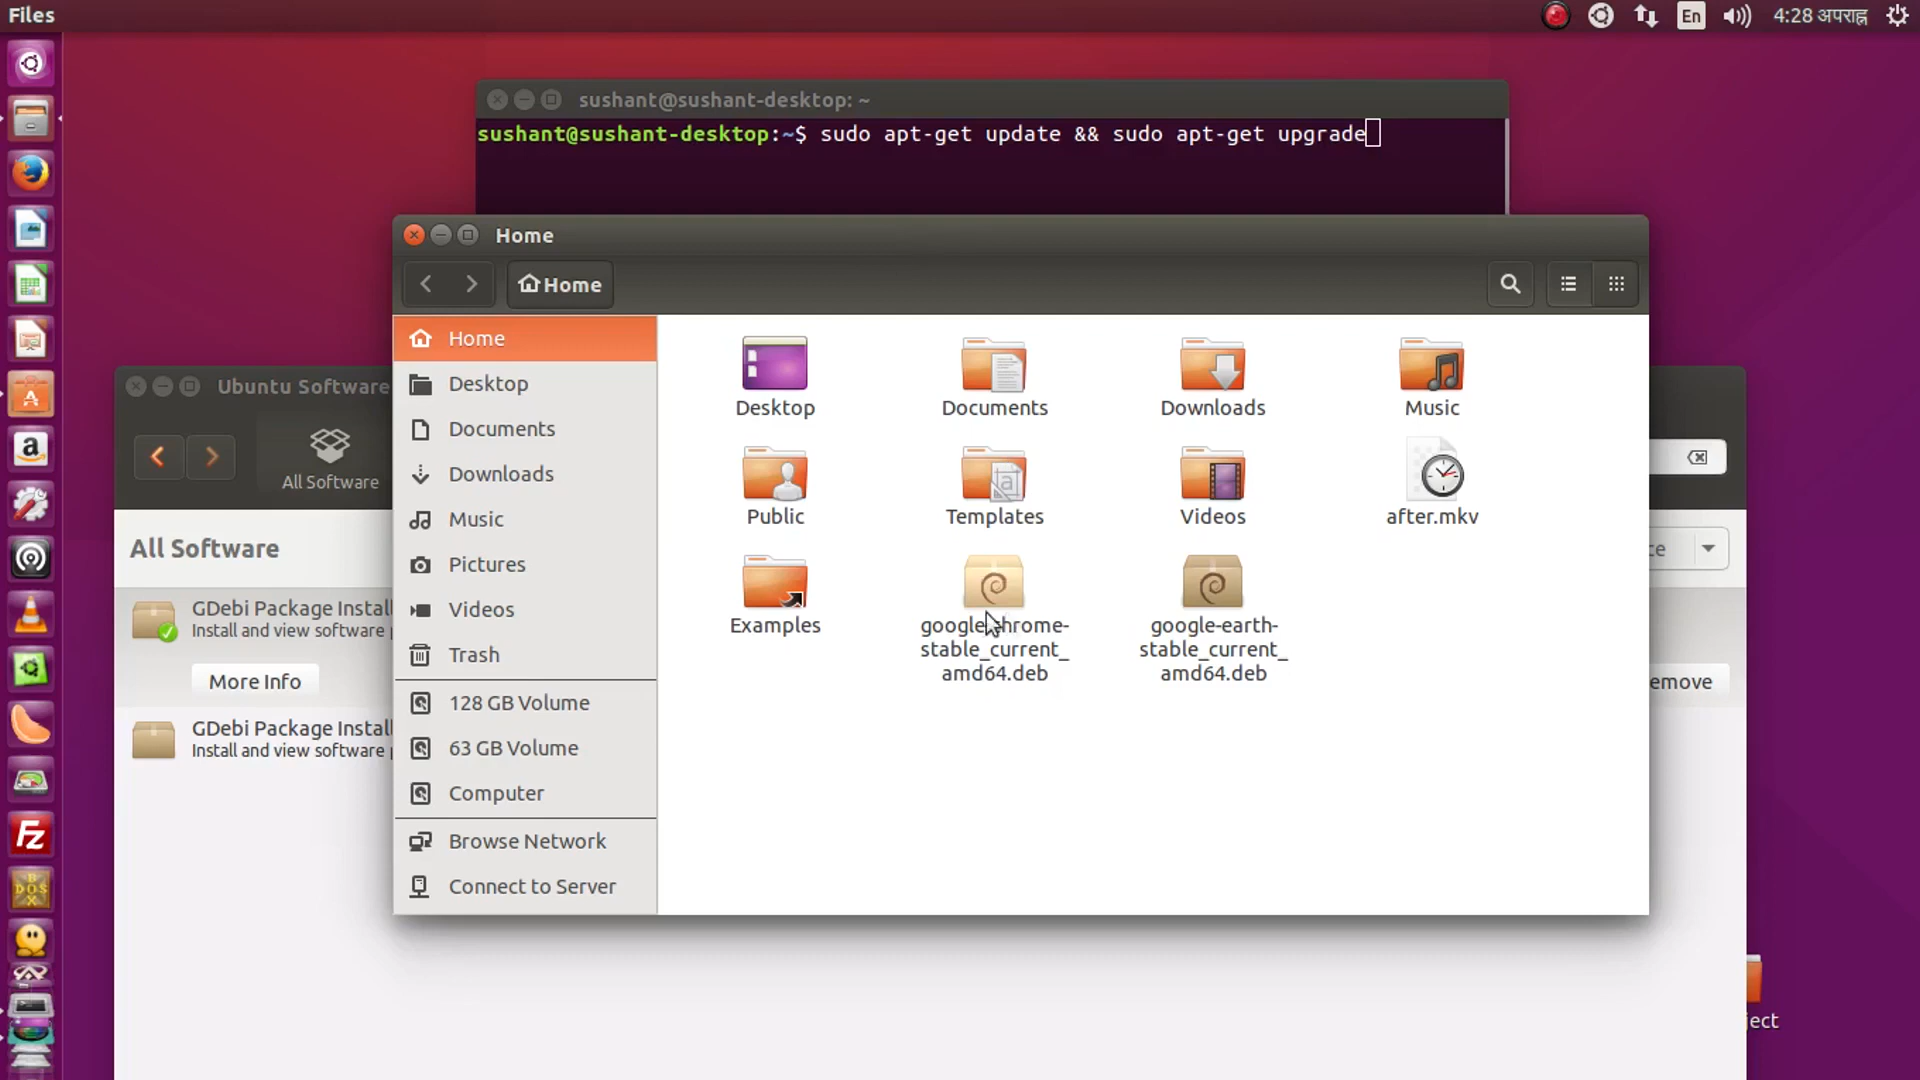 Files
En
4:28 अपराह्न
sushant@sushant-desktop: ~
sushant@sushant-desktop:~$ sudo apt-get update && sudo apt-get upgrade
Home
Home
Home
Desktop
Documents
Downloads
Music
Pictures
Videos
Trash
128 GB Volume
63 GB Volume
Computer
Browse Network
Connect to Server
Desktop
Documents
Downloads
Music
Public
Templates
Videos
after.mkv
Examples
google-chrome-
stable_current_
amd64.deb
google-earth-
stable_current_
amd64.deb
Ubuntu Software
All Software
All Software
GDebi Package Instal
Install and view software
More Info
emove
GDebi Package Instal
Install and view software
ject